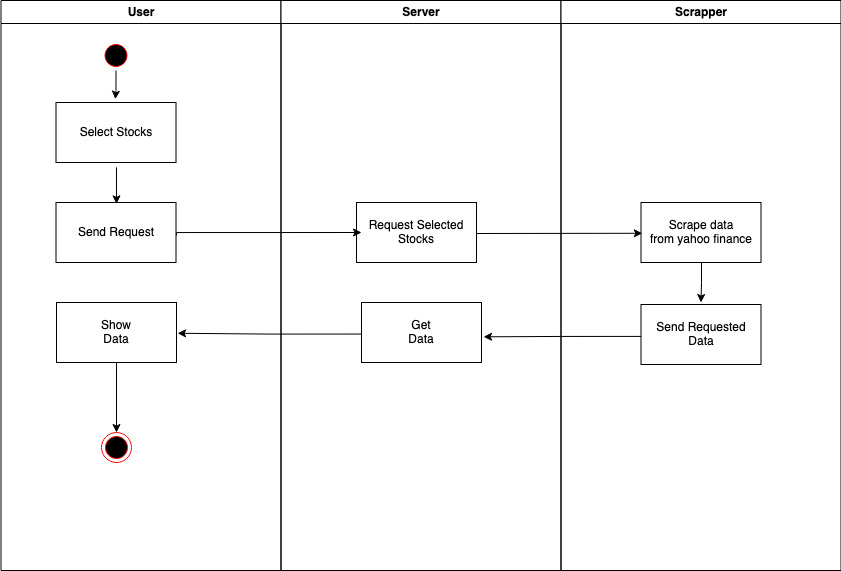 User
Server
Scrapper
Select Stocks
Send Request
Request Selected
Stocks
Scrape data
from yahoo finance
Show
Data
Get
Data
Send Requested
Data